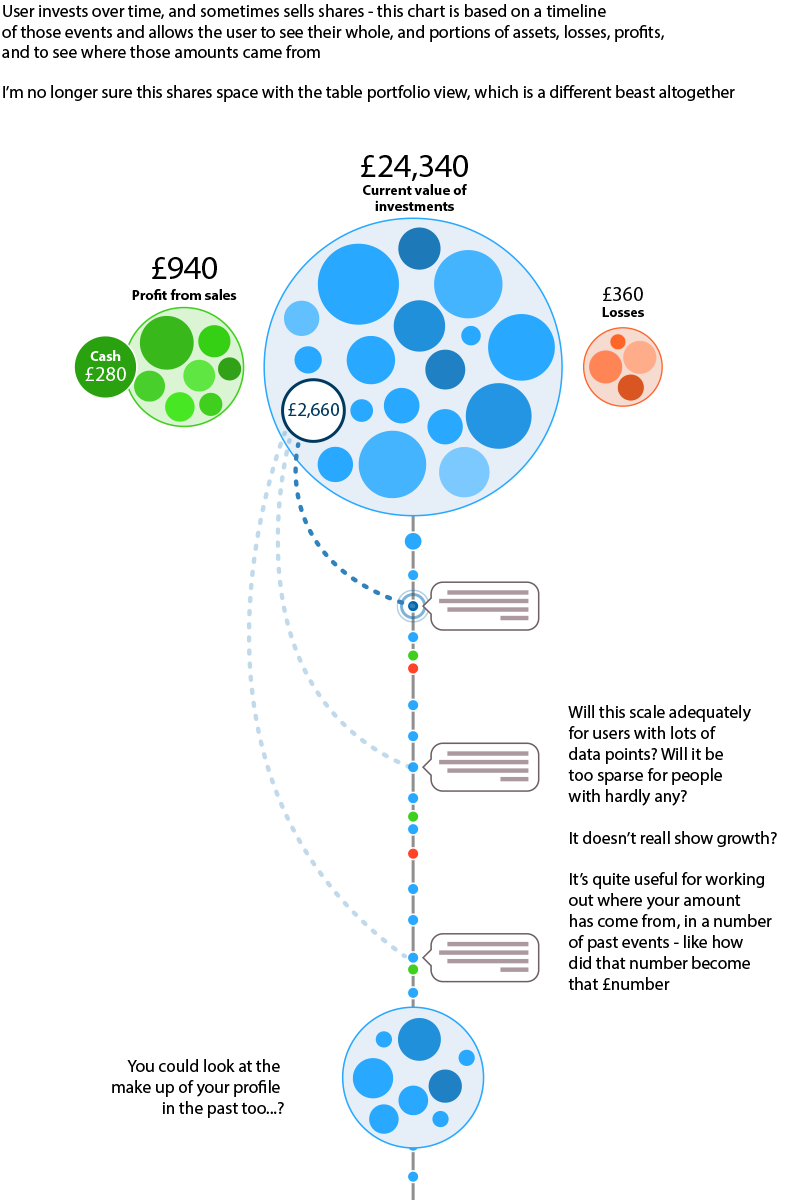 User invests over time, and sometimes sells shares - this chart is based on a timeline
of those events and allows the user to see their whole, and portions of assets, losses, profits,
and to see where those amounts came from
I’m no longer sure this shares space with the table portfolio view, which is a different beast altogether
£24,340
Current value of
investments
£940
Profit from sales
£360
Losses
Cash
£280
£2,660
Will this scale adequately
for users with lots of
data points? Will it be
too sparse for people
with hardly any?
It doesn’t reall show growth?
It’s quite useful for working
out where your amount
has come from, in a number
of past events - like how
did that number become
that £number
You could look at the
make up of your profile
in the past too...?